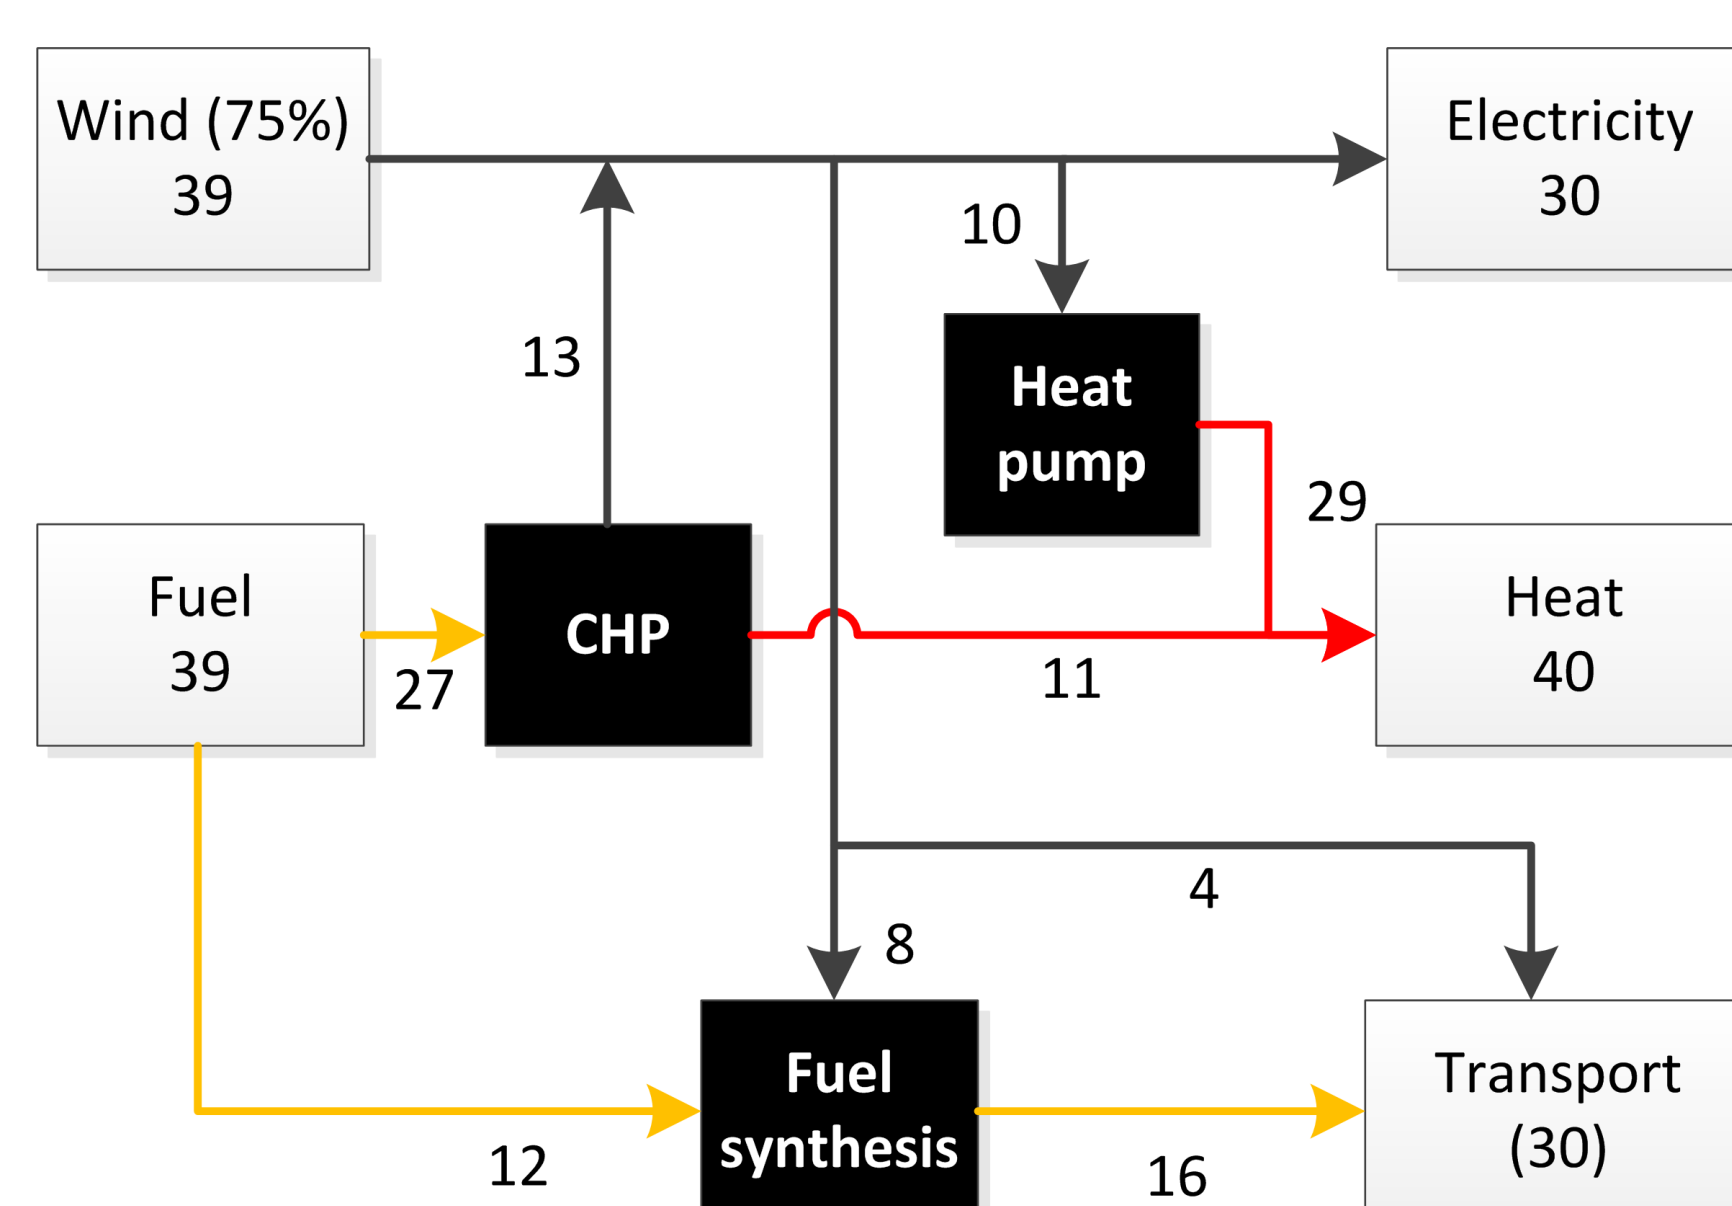 Wind (75%)
39
Electricity
30
10
13
Heat
pump
29
Fuel
39
27
CHP
11
Heat
40
4
8
12
Fuel
synthesis
16
Transport
(30)